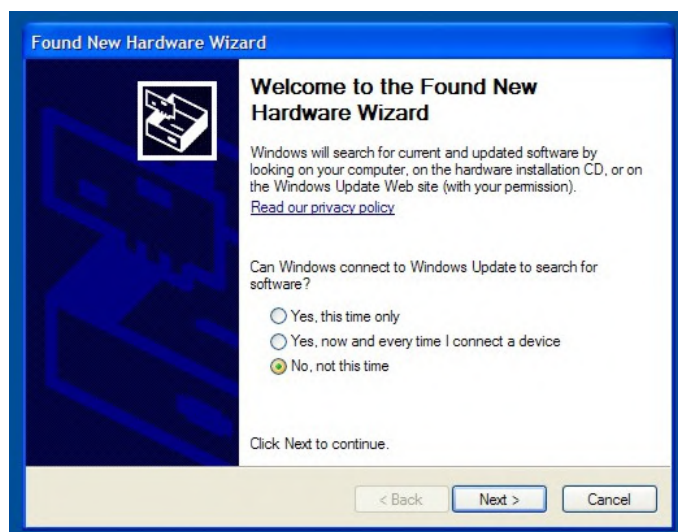 Found New Hardware Wizard
Welcome to the Found New
Hardware Wizard
Windows will search for current and updated software by
looking on your computer, on the hardware installation CD, or on
the Windows Update Web site (with your permission).
Read our privacy policy
Can Windows connect to Windows Update to search for
software?
Yes, this time only
Yes, now and every time I connect a device
No, not this time
Click Next to continue.
< Back
Next >
Cancel